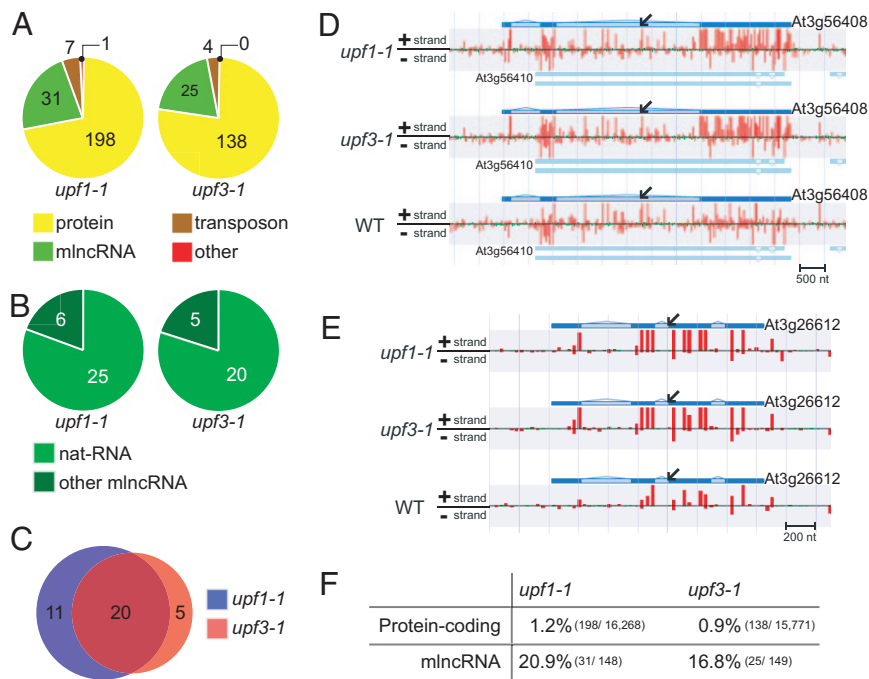 A
7
1
31
198
upf1-1
4
0
25
138
upf3-1
protein
transposon
mlncRNA
other
B
6
25
upf1-1
5
20
upf3-1
nat-RNA
other mlncRNA
C
11
20
5
upf1-1
upf3-1
D
At3g56408
upf1-1
+ strand
- strand
At3g56410
At3g56408
upf3-1
+ strand
- strand
At3g56410
At3g56408
WT
+ strand
- strand
At3g56410
500 nt
E
At3g26612
upf1-1
+ strand
- strand
At3g26612
upf3-1
+ strand
- strand
At3g26612
WT
+ strand
- strand
200 nt
F
upf1-1 upf3-1
Protein-coding 1.2% (198/ 16,268) 0.9% (138/ 15,771)
mlncRNA 20.9% (31/ 148) 16.8% (25/ 149)